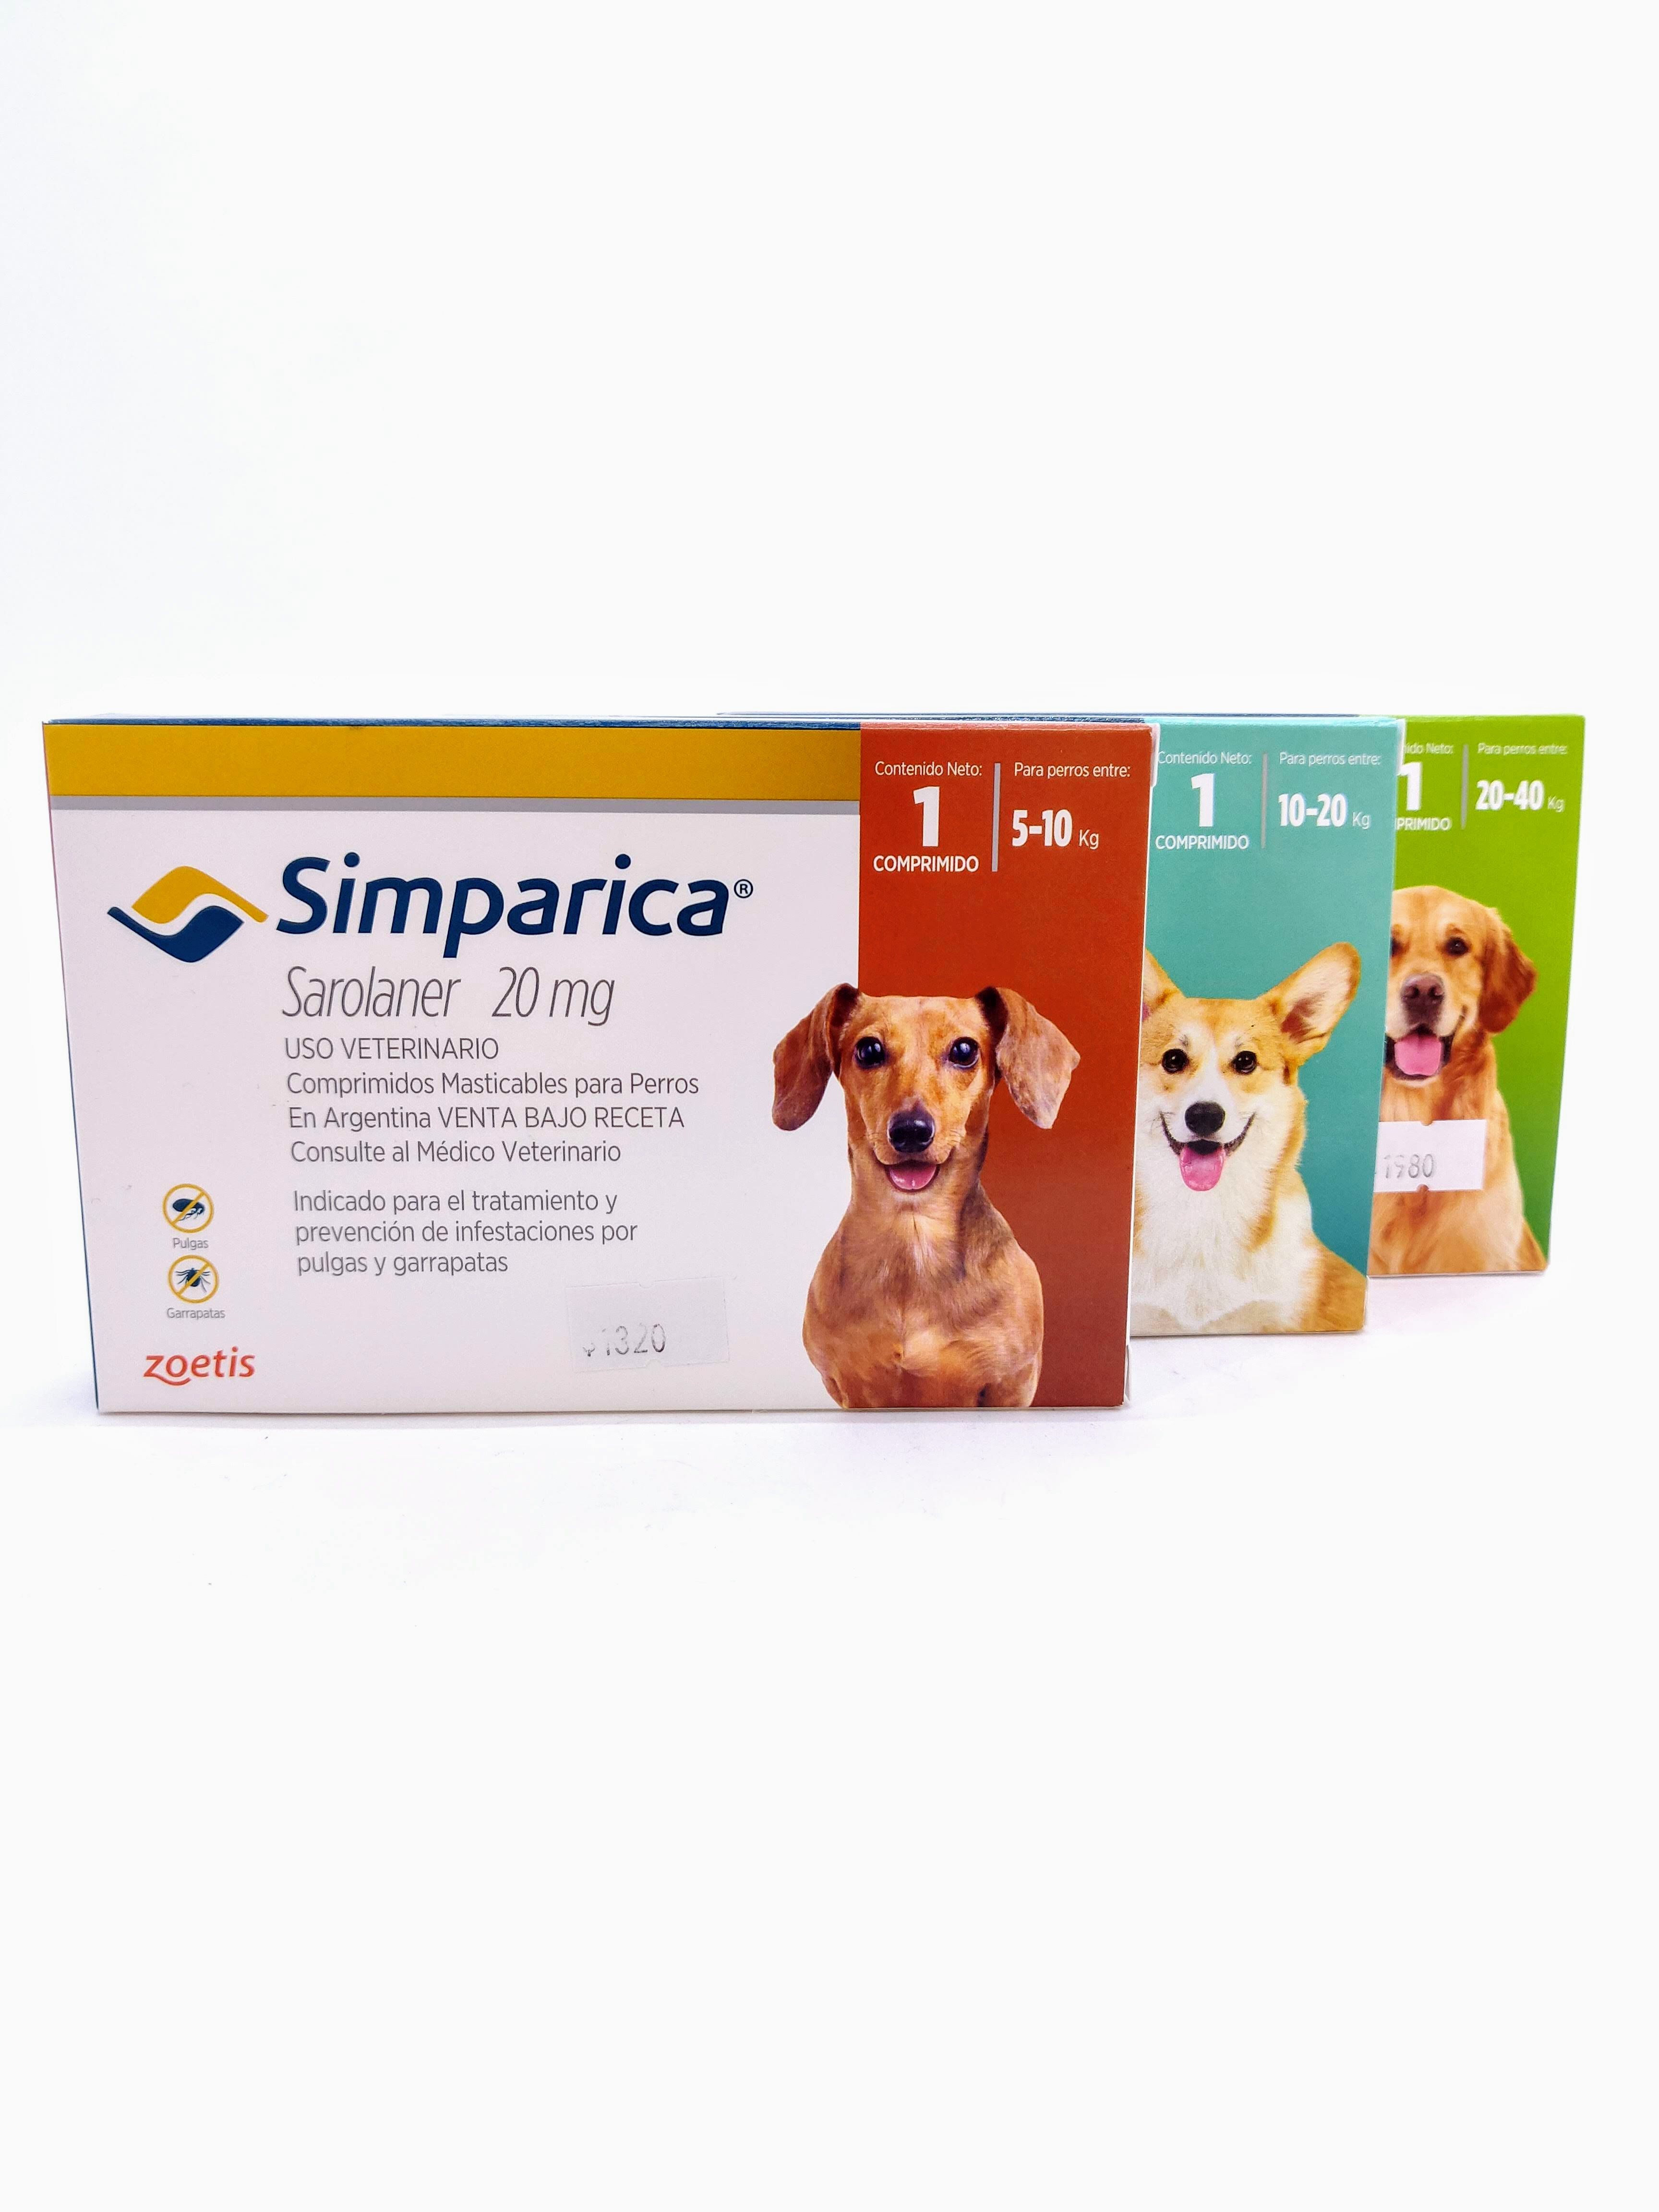 Simparica®
Sarolaner 20 mg
USO VETERINARIO
Comprimidos Masticables para Perros
En Argentina VENTA BAJO RECETA
Consulte al Médico Veterinario
Indicado para el tratamiento y
prevención de infestaciones por
pulgas y garrapatas
Pulgas
Garrapatas
zoetis
$1320
Contenido Neto:
1
COMPRIMIDO
Para perros entre:
5-10 Kg
Contenido Neto:
1
COMPRIMIDO
Para perros entre:
10-20 Kg
Neto:
1
Para perros entre:
20-40 Kg
1980